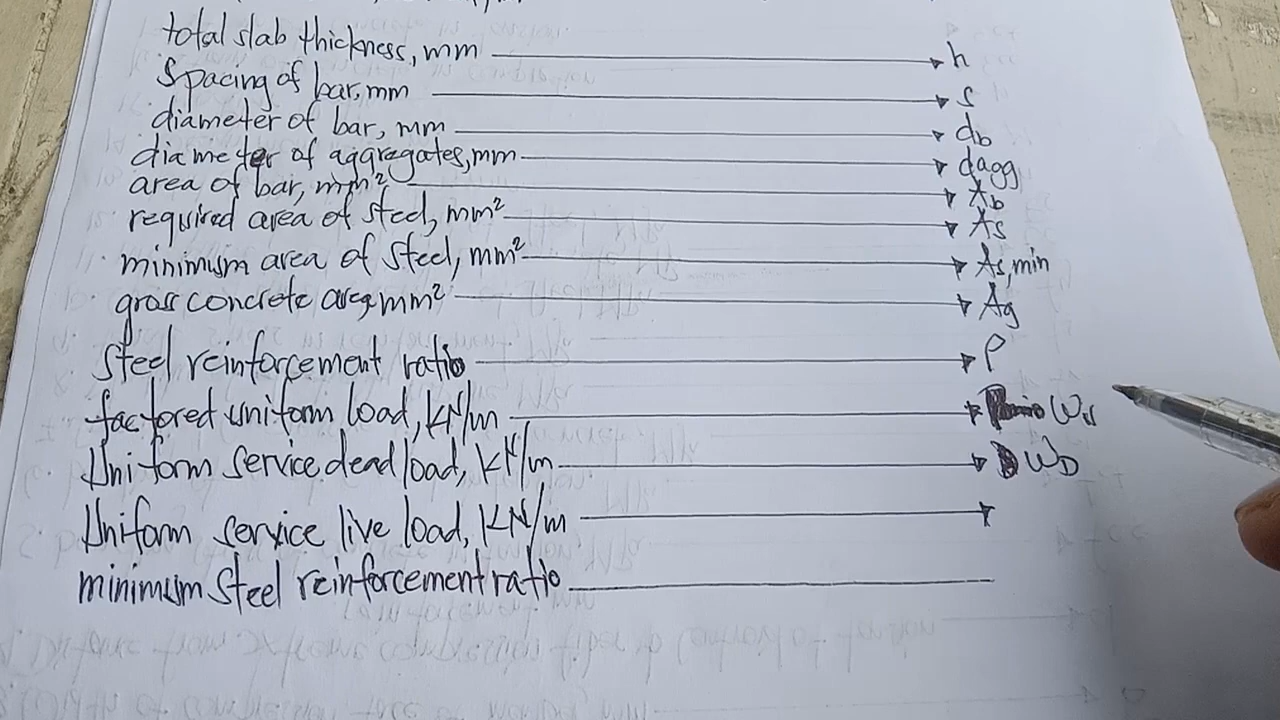 total slab thickness, mm h
Spacing of bar, mm s
diameter of bar, mm db
diameter of aggregates, mm dagg
area of bar, mm² Ab
required area of steel, mm² As
minimum area of steel, mm² As,min
gross concrete area, mm² Ag
Steel reinforcement ratio ρ
factored uniform load, kN/m Wu
Uniform Service dead load, kN/m WD
Uniform service live load, KN/m
minimum Steel reinforcement ratio